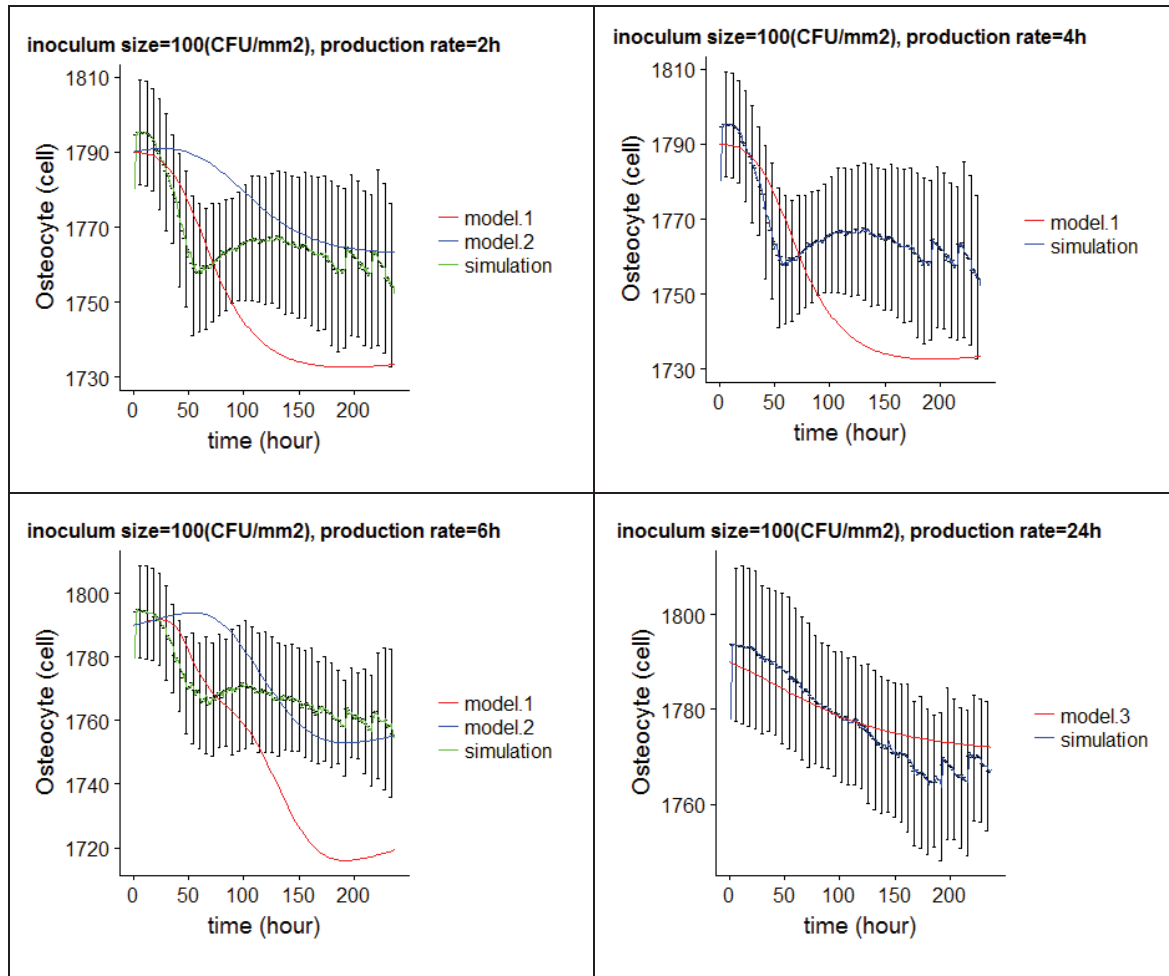 inoculum size=100(CFU/mm2), production rate=2h
1810
1790
1770
1750
1730
Osteocyte (cell)
0 50 100 150 200
time (hour)
model.1
model.2
simulation
inoculum size=100(CFU/mm2), production rate=4h
1810
1790
1770
1750
1730
Osteocyte (cell)
0 50 100 150 200
time (hour)
model.1
simulation
inoculum size=100(CFU/mm2), production rate=6h
1800
1780
1760
1740
1720
Osteocyte (cell)
0 50 100 150 200
time (hour)
model.1
model.2
simulation
inoculum size=100(CFU/mm2), production rate=24h
1800
1780
1760
Osteocyte (cell)
0 50 100 150 200
time (hour)
model.3
simulation